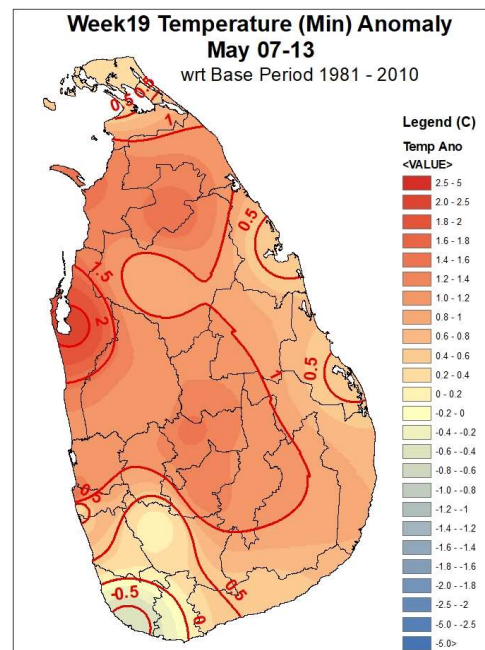 Week19 Temperature (Min) Anomaly
May 07-13
wrt Base Period 1981 - 2010
Legend (C)
Temp Ano
<VALUE>
2.5 - 5
2.0 - 2.5
1.8 - 2
1.6 - 1.8
1.4 - 1.6
1.2 - 1.4
1.0 - 1.2
0.8 - 1
0.6 - 0.8
0.4 - 0.6
0.2 - 0.4
0 - 0.2
-0.2 - 0
-0.4 - -0.2
-0.6 - -0.4
-0.8 - -0.6
-1.0 - -0.8
-1.2 - -1
-1.4 - -1.2
-1.6 - -1.4
-1.8 - -1.6
-2.0 - -1.8
-2.5 - -2
-5.0 - -2.5
-5.0>
0.5
0.5
1
0.5
1.5
2
0.5
1
0.5
-0.5
0
0.5